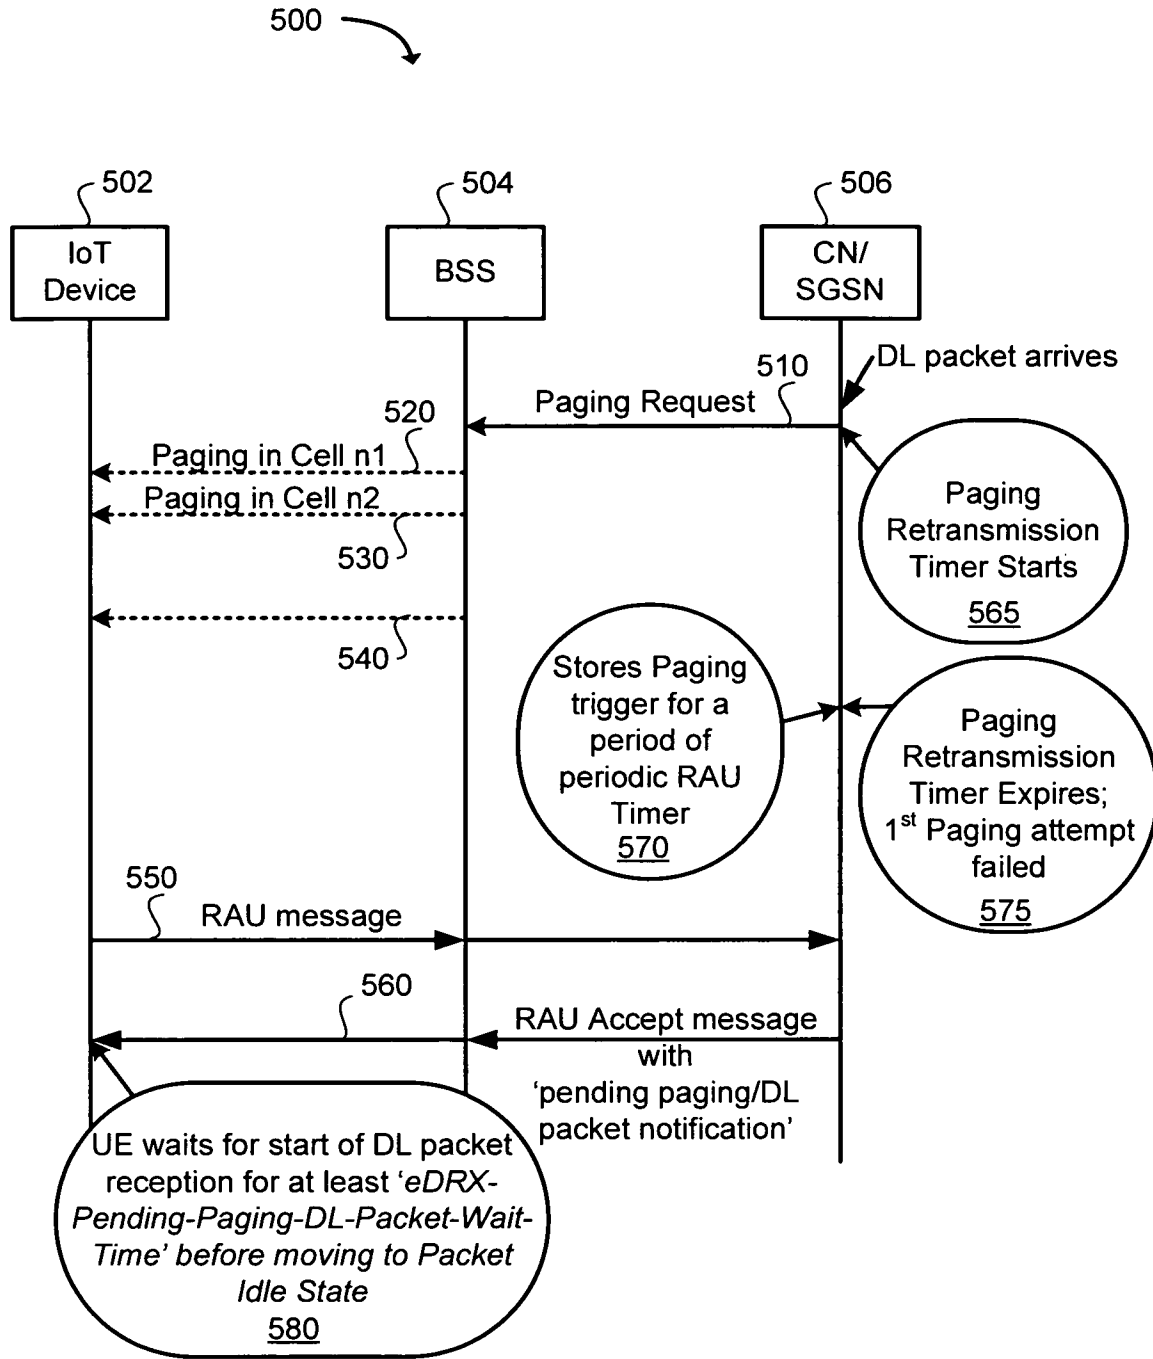 500
502
504
506
IoT
Device
BSS
CN/
SGSN
DL packet arrives
510
Paging Request
520
Paging in Cell n1
Paging in Cell n2
530
540
Paging
Retransmission
Timer Starts
565
Stores Paging
trigger for a
period of
periodic RAU
Timer
570
Paging
Retransmission
Timer Expires;
1st Paging attempt
failed
575
550
RAU message
560
RAU Accept message
with
‘pending paging/DL
packet notification’
UE waits for start of DL packet
reception for at least ‘eDRX-
Pending-Paging-DL-Packet-Wait-
Time’ before moving to Packet
Idle State
580